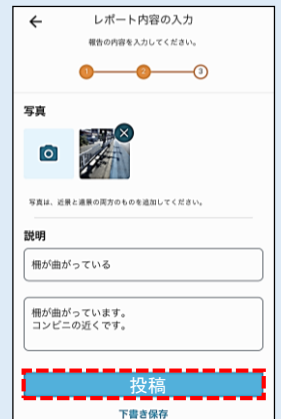 レポート内容の入力
報告の内容を入力してください。
1 2 3
写真
写真は、近景と遠景の両方のものを追加してください。
説明
柵が曲がっている
柵が曲がっています。
コンビニの近くです。
投稿
下書き保存